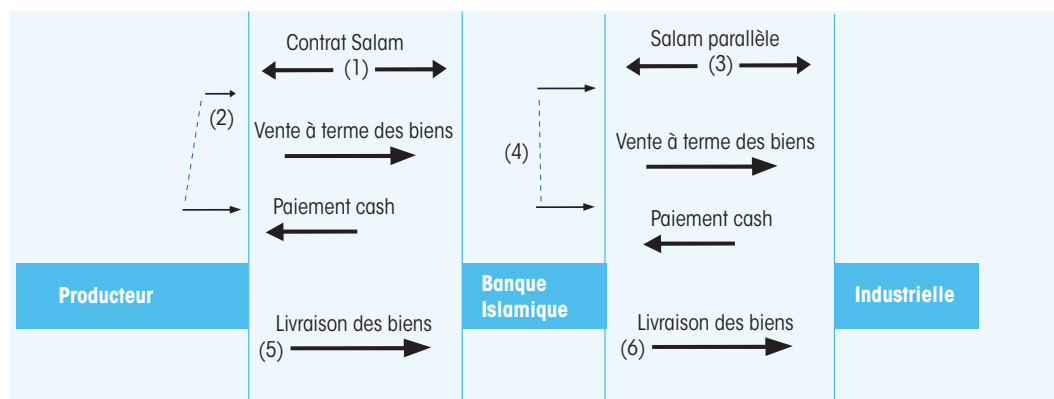 Contrat Salam
(1)
Salam parallèle
(3)
(2)
Vente à terme des biens
(4)
Vente à terme des biens
Paiement cash
Paiement cash
Producteur
Banque
Islamique
Industrielle
Livraison des biens
(5)
Livraison des biens
(6)